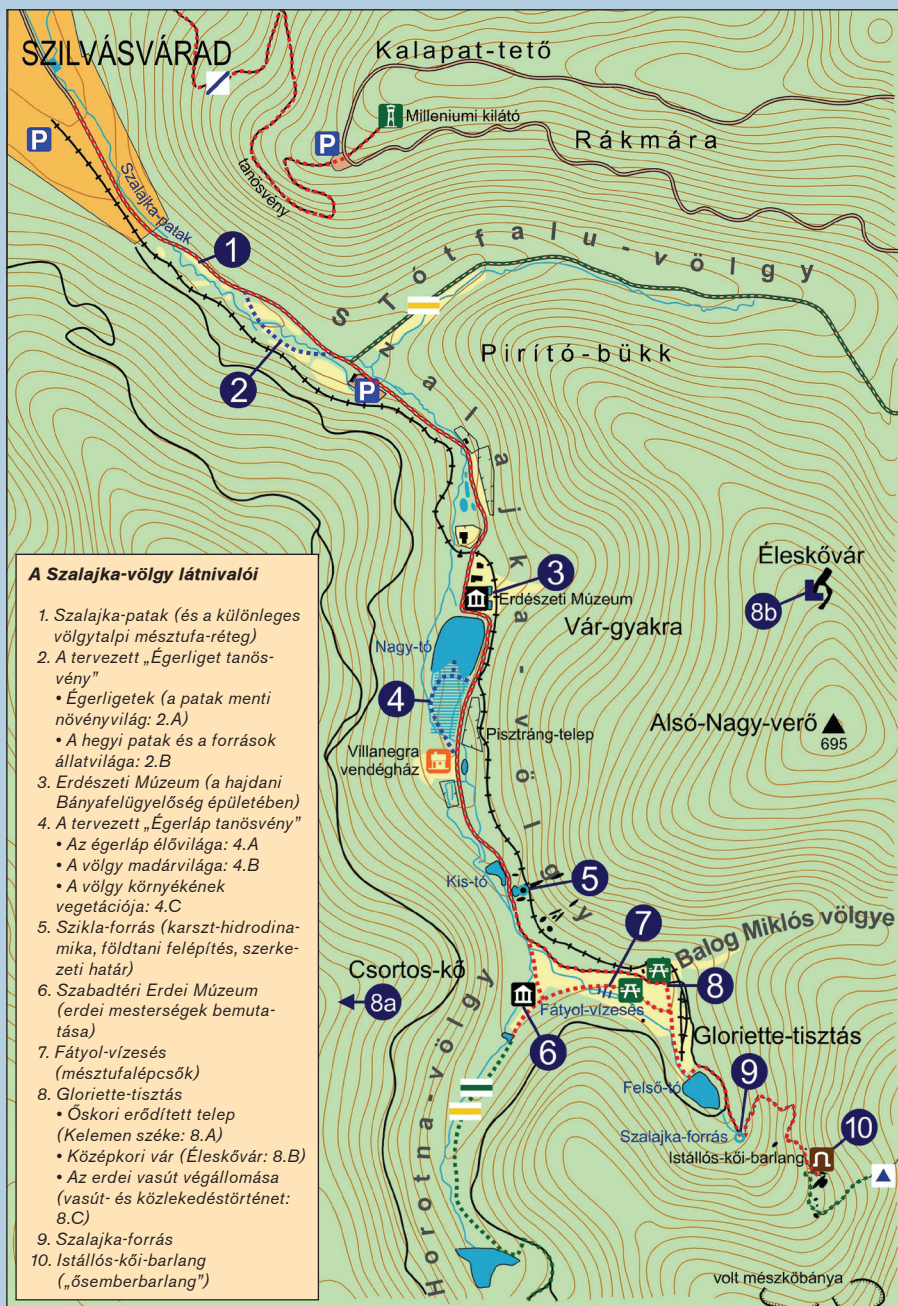 SZILVÁSVÁRAD
Kalapat-tető
P
Milleniumi kilátó
P
Rákmára
tanösvény
Szalajka-patak
1
Tótfalu-völgy
Szalajka-völgy
2
Pirító-bükk
P
Éleskővár
8b
3
Erdészeti Múzeum
Vár-gyakra
Nagy-tó
4
Alsó-Nagy-verő
695
Pisztráng-telep
Villanegra
vendégház
Kis-tó
5
7
Balog Miklós völgye
Csortos-kő
8a
8
Fátyol-vízesés
6
Gloriette-tisztás
Horotna-völgy
Felső-tó
9
Szalajka-forrás
10
Istállós-kői-barlang
volt mészkőbánya
A Szalajka-völgy látnivalói
1. Szalajka-patak (és a különleges
völgytalpi mésztufa-réteg)
2. A tervezett „Égerliget tanös-
vény”
• Égerligetek (a patak menti
növényvilág: 2.A)
• A hegyi patak és a források
állatvilága: 2.B
3. Erdészeti Múzeum (a hajdani
Bányafelügyelőség épületében)
4. A tervezett „Égerláp tanösvény”
• Az égerláp élővilága: 4.A
• A völgy madárvilága: 4.B
• A völgy környékének
vegetációja: 4.C
5. Szikla-forrás (karszt-hidrodina-
mika, földtani felépítés, szerke-
zeti határ)
6. Szabadtéri Erdei Múzeum
(erdei mesterségek bemuta-
tása)
7. Fátyol-vízesés
(mésztufalépcsők)
8. Gloriette-tisztás
• Őskori erődített telep
(Kelemen széke: 8.A)
• Középkori vár (Éleskővár: 8.B)
• Az erdei vasút végállomása
(vasút- és közlekedéstörténet:
8.C)
9. Szalajka-forrás
10. Istállós-kői-barlang
(„ősemberbarlang”)